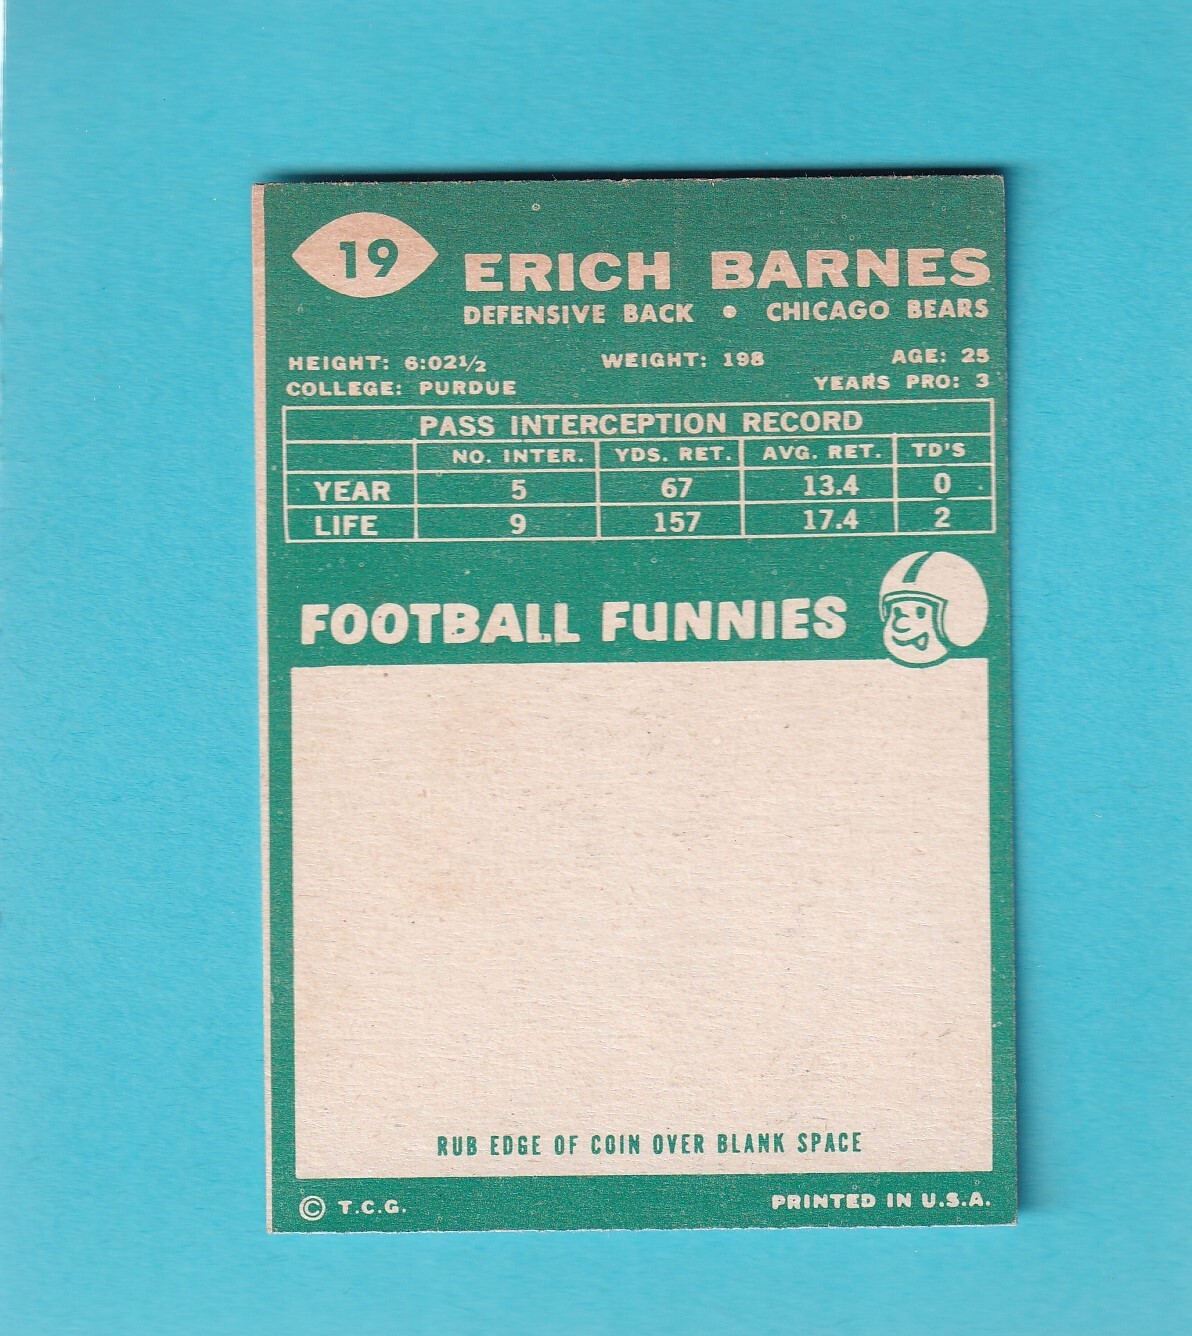 19
ERICH BARNES
DEFENSIVE BACK • CHICAGO BEARS
HEIGHT: 6:02½ WEIGHT: 198 AGE: 25
COLLEGE: PURDUE YEARS PRO: 3
PASS INTERCEPTION RECORD
NO. INTER. YDS. RET. AVG. RET. TD'S
YEAR 5 67 13.4 0
LIFE 9 157 17.4 2
FOOTBALL FUNNIES
RUB EDGE OF COIN OVER BLANK SPACE
© T.C.G. PRINTED IN U.S.A.